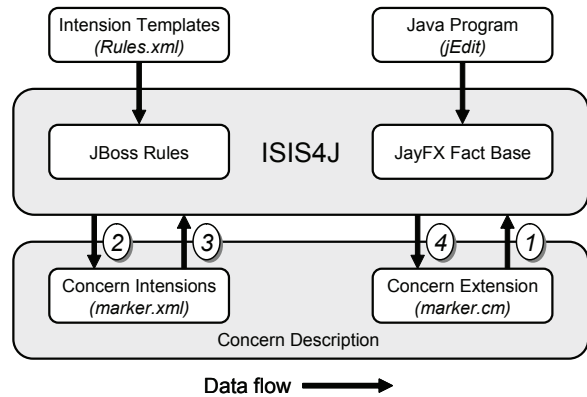 Intension Templates
(Rules.xml)
Java Program
(jEdit)
JBoss Rules
ISIS4J
JayFX Fact Base
2
3
4
1
Concern Intensions
(marker.xml)
Concern Extension
(marker.cm)
Concern Description
Data flow